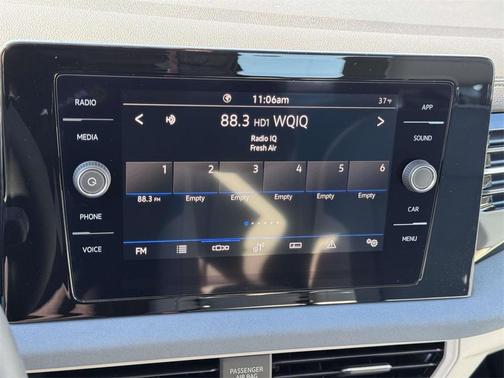 RADIO
MEDIA
PHONE
VOICE
11:06am
37°F
88.3 HD1 WQIQ
Radio IQ
Fresh Air
1 2 3 4 5 6
88.3 FM Empty Empty Empty Empty Empty
FM
APP
SOUND
CAR
MENU
PASSENGER
AIR BAG